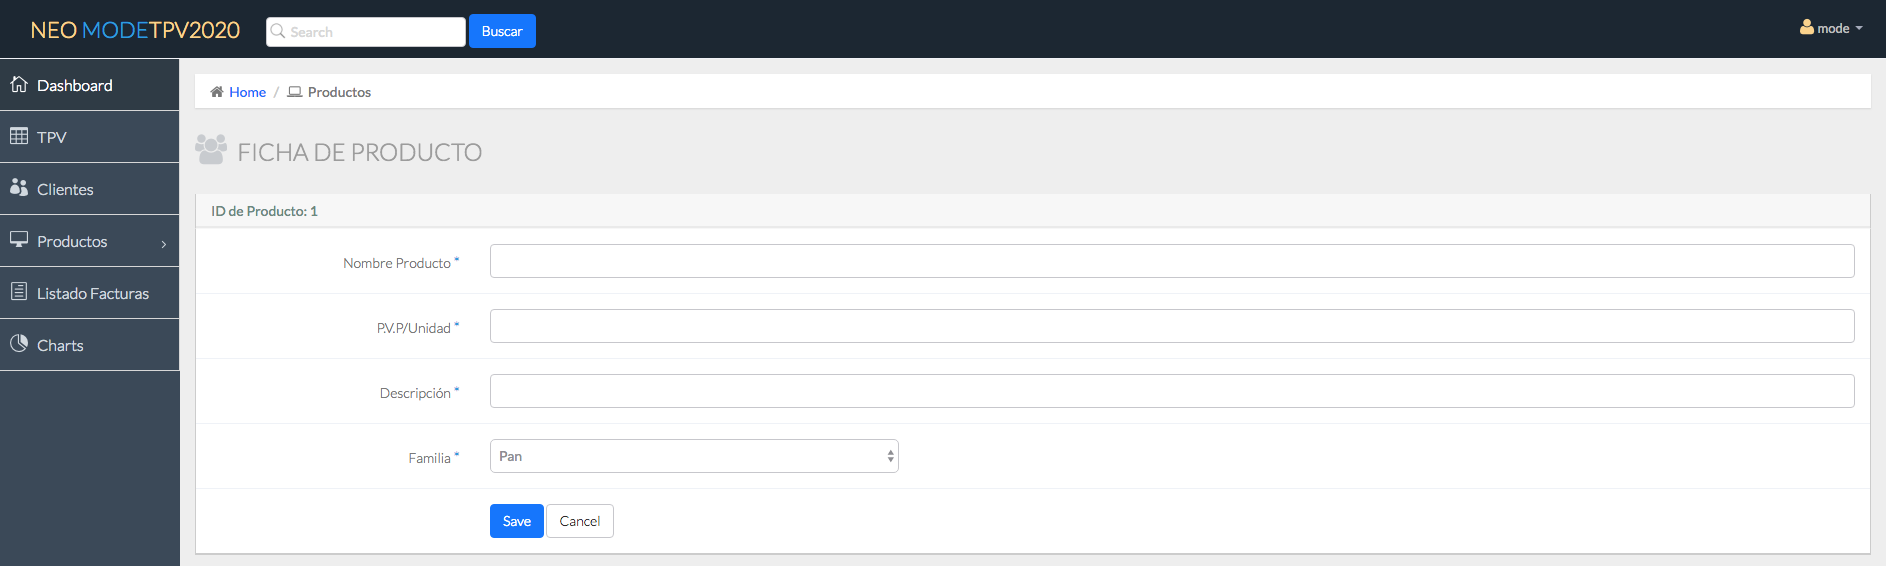 NEO MODETPV2020
Search
Buscar
mode
Dashboard
TPV
Clientes
Productos
Listado Facturas
Charts
Home / Productos
FICHA DE PRODUCTO
ID de Producto: 1
Nombre Producto *
P.V.P/Unidad *
Descripción *
Familia *
Pan
Save
Cancel